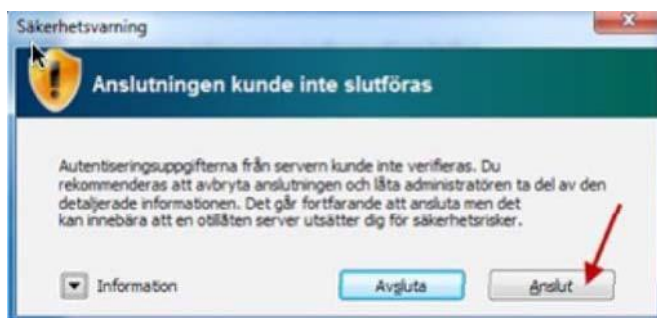 Säkerhetsvarning
Anslutningen kunde inte slutföras
Autentiseringsuppgifterna från servern kunde inte verifieras. Du
rekommenderas att avbryta anslutningen och låta administratören ta del av den
detaljerade informationen. Det går fortfarande att ansluta men det
kan innebära att en otillåten server utsätter dig för säkerhetsrisker.
Information
Avsluta
Anslut